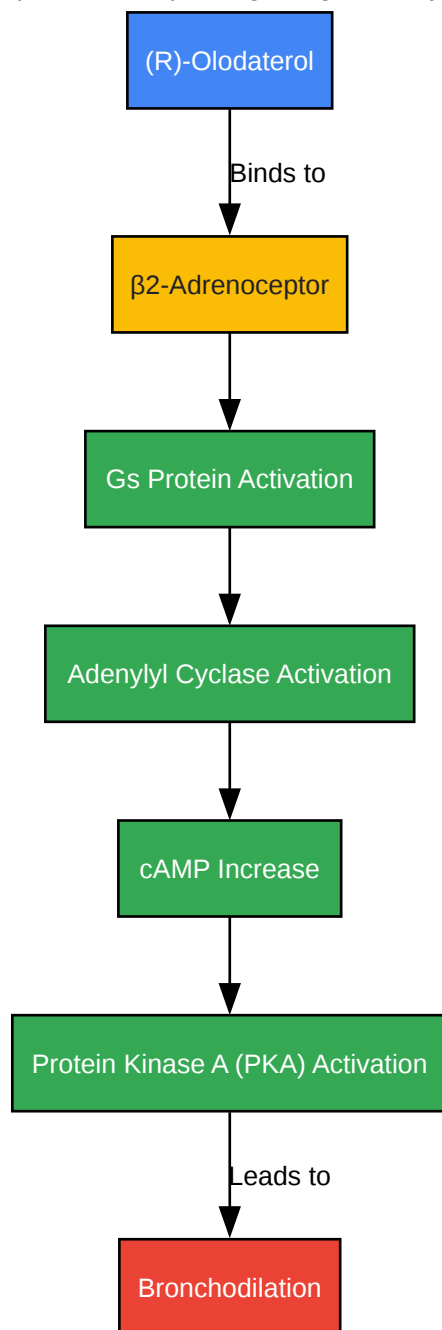 (R)-Olodaterol
Binds to
β2-Adrenoceptor
Gs Protein Activation
Adenylyl Cyclase Activation
cAMP Increase
Protein Kinase A (PKA) Activation
Leads to
Bronchodilation